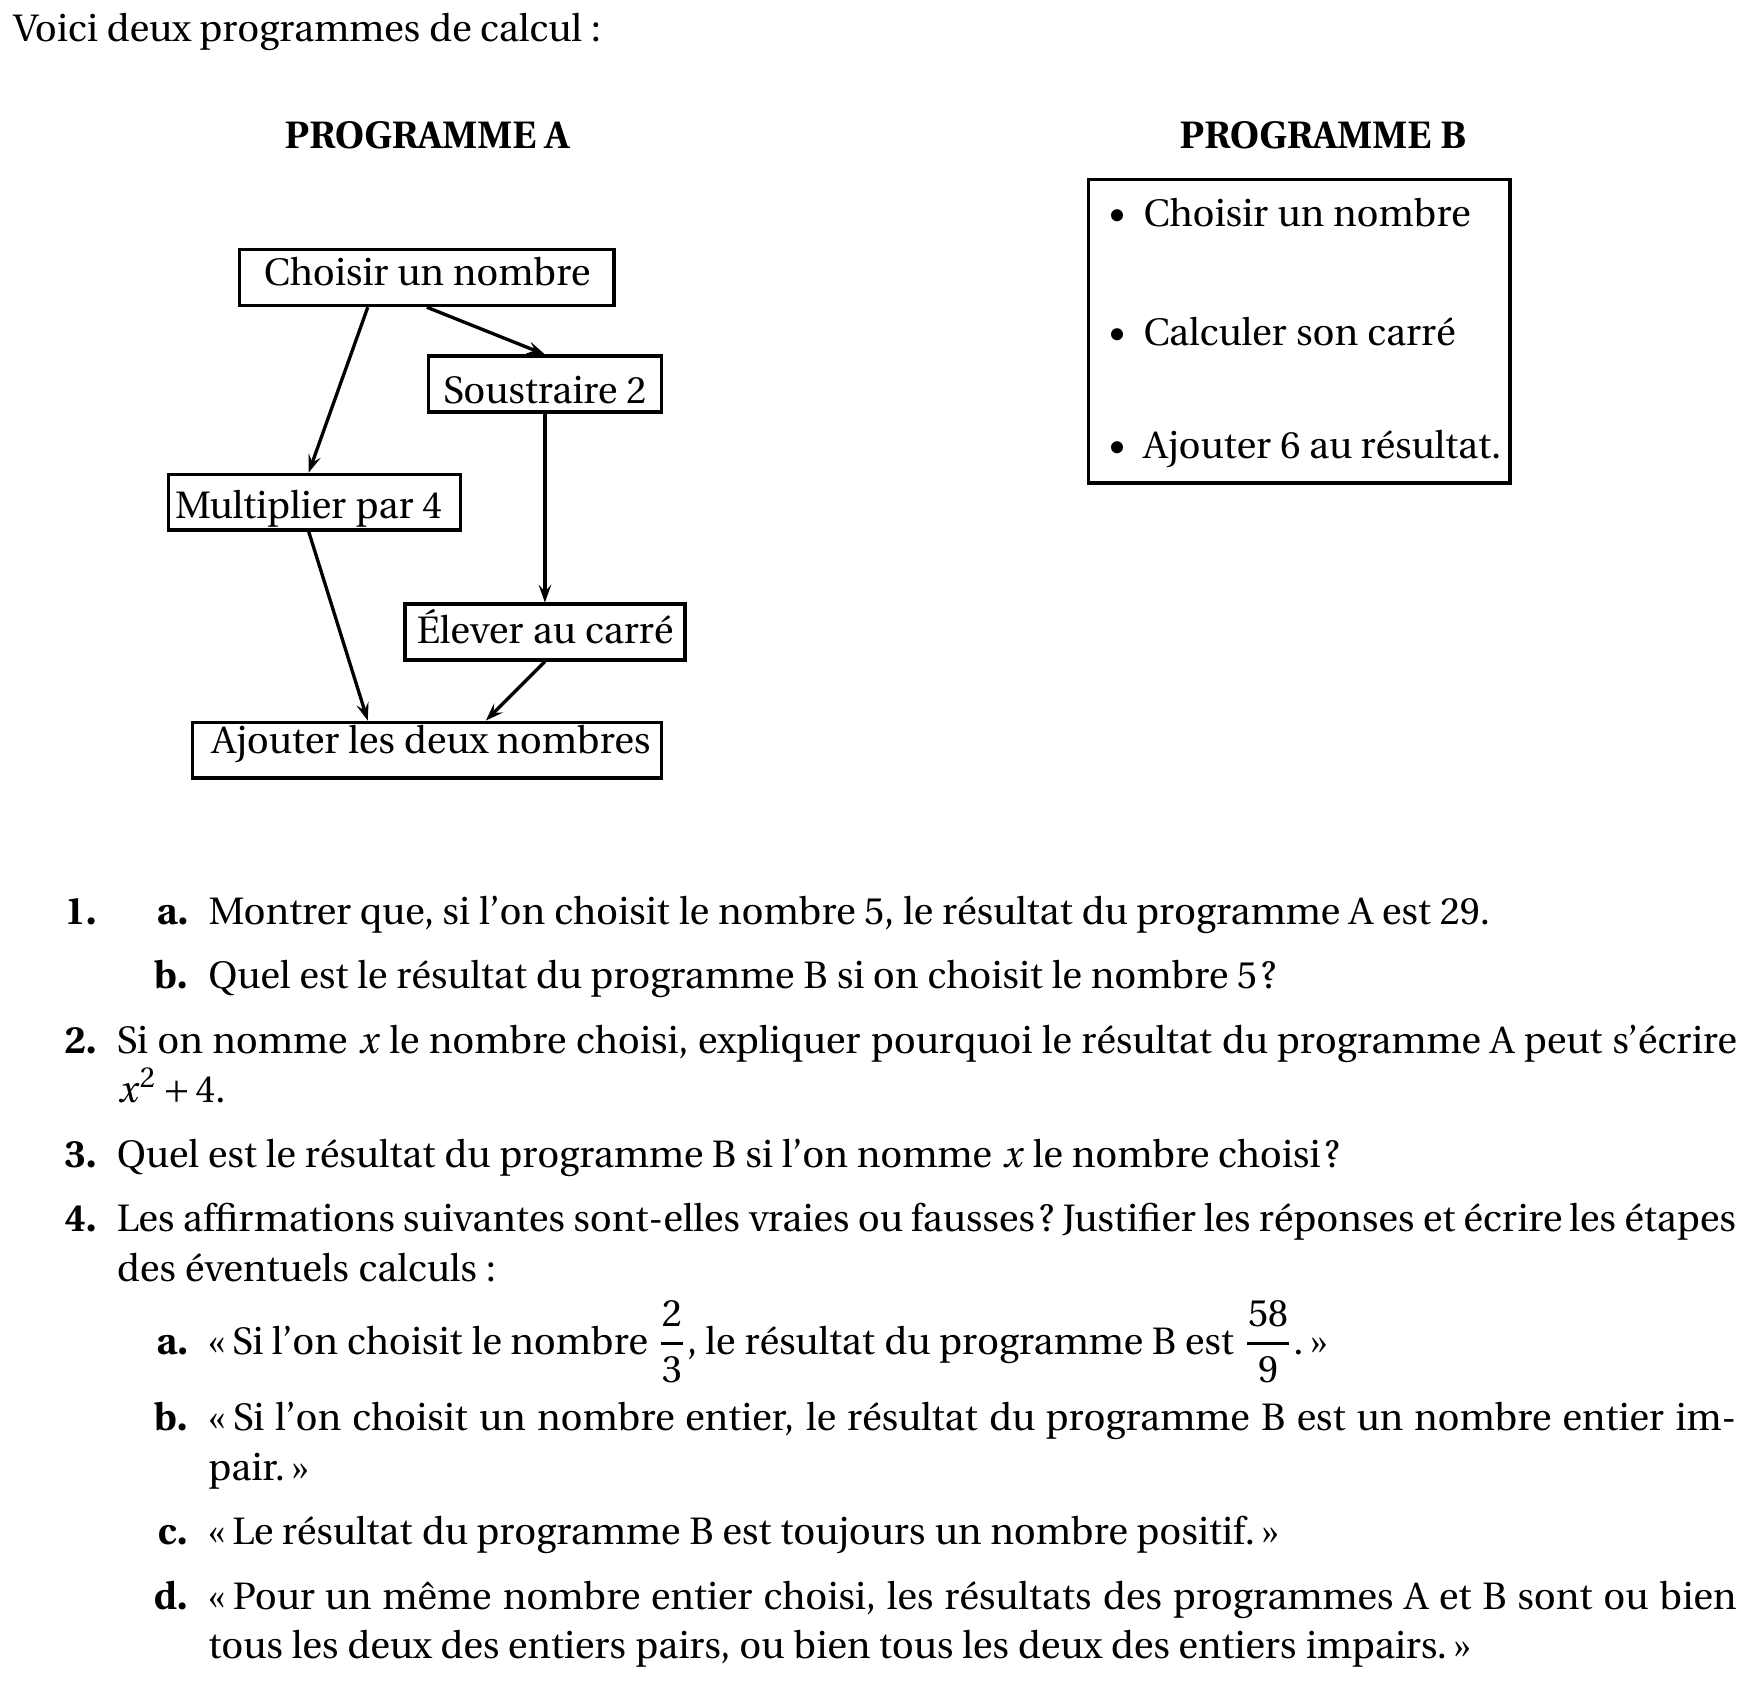 Voici deux programmes de calcul :
PROGRAMME A
Choisir un nombre
Soustraire 2
Multiplier par 4
Élever au carré
Ajouter les deux nombres
PROGRAMME B
• Choisir un nombre
• Calculer son carré
• Ajouter 6 au résultat.
1. a. Montrer que, si l’on choisit le nombre 5, le résultat du programme A est 29.
b. Quel est le résultat du programme B si on choisit le nombre 5 ?
2. Si on nomme x le nombre choisi, expliquer pourquoi le résultat du programme A peut s’écrire
x² + 4.
3. Quel est le résultat du programme B si l’on nomme x le nombre choisi ?
4. Les affirmations suivantes sont-elles vraies ou fausses ? Justifier les réponses et écrire les étapes
des éventuels calculs :
a. « Si l’on choisit le nombre 2/3, le résultat du programme B est 58/9. »
b. « Si l’on choisit un nombre entier, le résultat du programme B est un nombre entier im-
pair. »
c. « Le résultat du programme B est toujours un nombre positif. »
d. « Pour un même nombre entier choisi, les résultats des programmes A et B sont ou bien
tous les deux des entiers pairs, ou bien tous les deux des entiers impairs. »